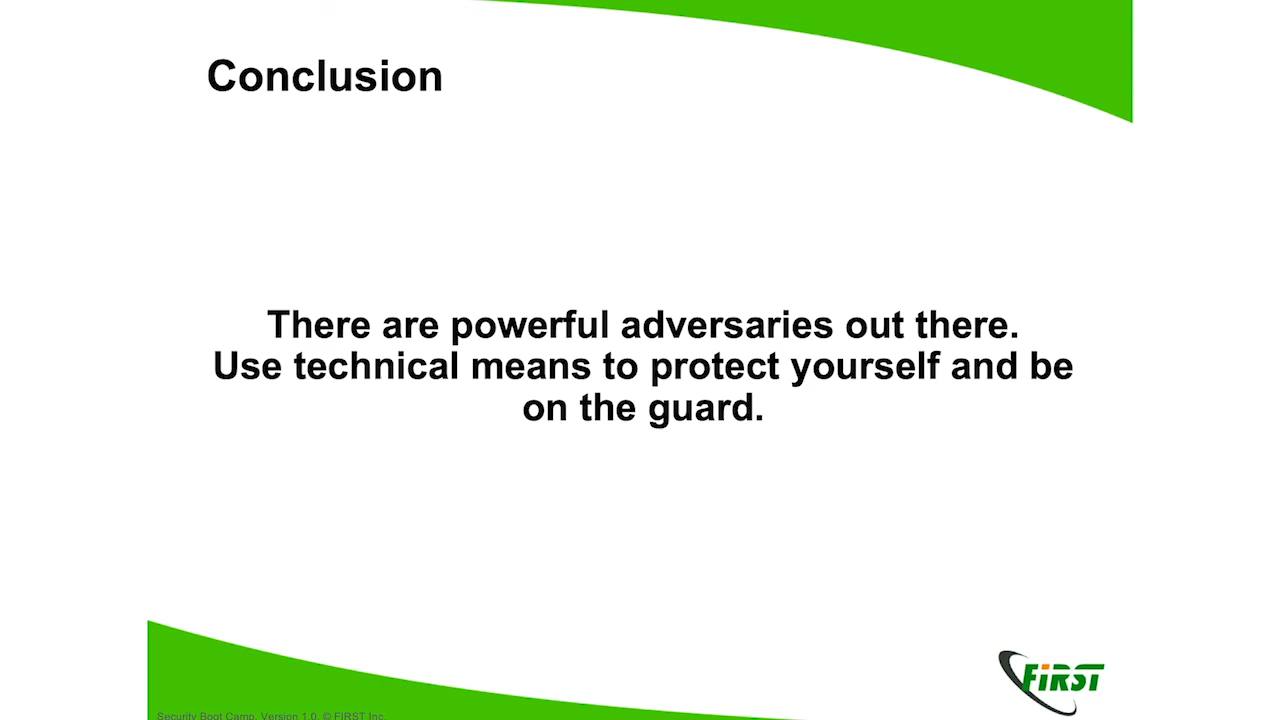 Conclusion
There are powerful adversaries out there.
Use technical means to protect yourself and be
on the guard.
FiRST
Security Boot Camp, Version 1.0, © FIRST Inc.